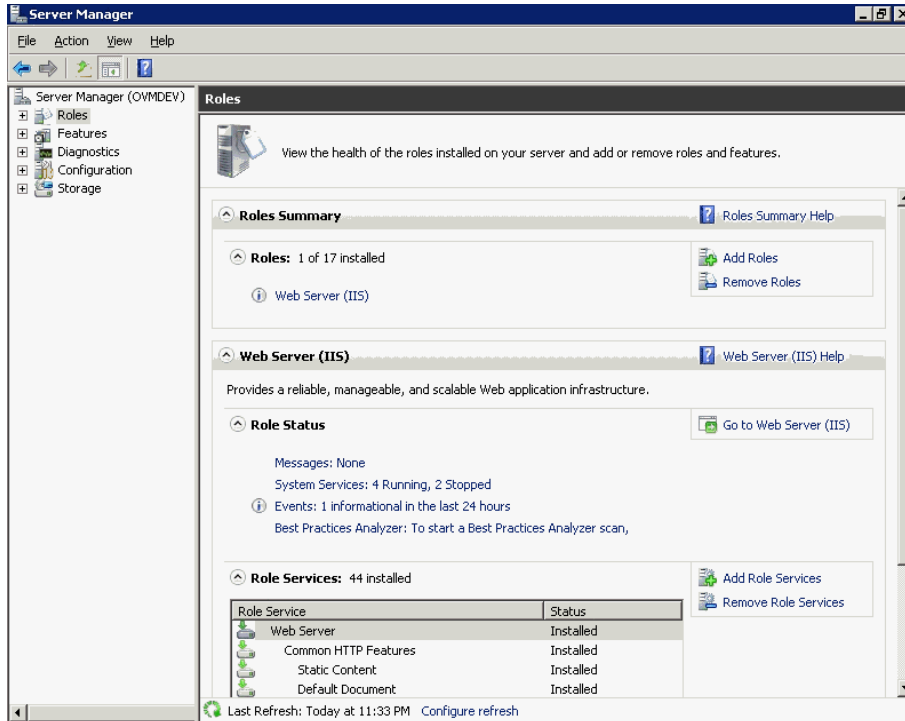 Server Manager
File Action View Help
Server Manager (OVMDEV)
Roles
Features
Diagnostics
Configuration
Storage
Roles
View the health of the roles installed on your server and add or remove roles and features.
Roles Summary
Roles Summary Help
Roles: 1 of 17 installed
Web Server (IIS)
Add Roles
Remove Roles
Web Server (IIS)
Web Server (IIS) Help
Provides a reliable, manageable, and scalable Web application infrastructure.
Role Status
Go to Web Server (IIS)
Messages: None
System Services: 4 Running, 2 Stopped
Events: 1 informational in the last 24 hours
Best Practices Analyzer: To start a Best Practices Analyzer scan,
Role Services: 44 installed
Add Role Services
Remove Role Services
Role Service Status
Web Server Installed
Common HTTP Features Installed
Static Content Installed
Default Document Installed
Last Refresh: Today at 11:33 PM Configure refresh